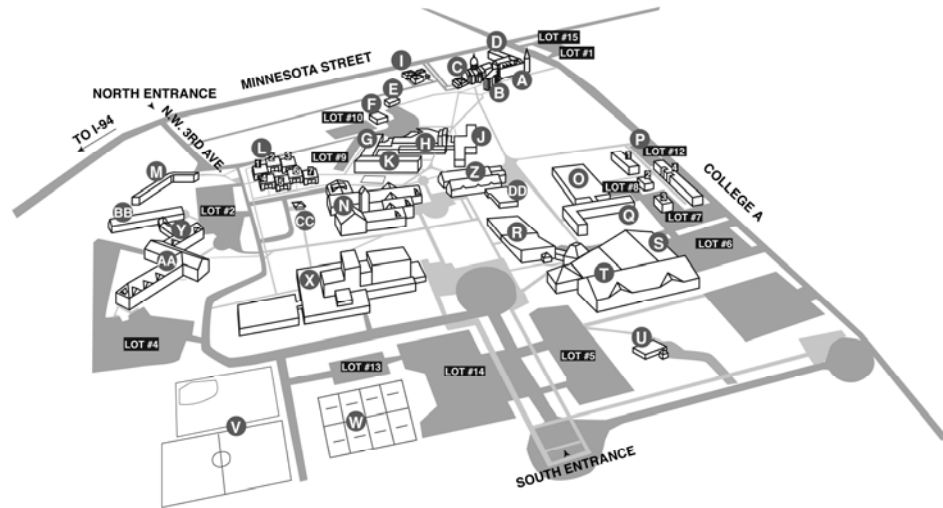 D
LOT #15
LOT #1
I
C
A
B
MINNESOTA STREET
NORTH ENTRANCE
E
F
TO I-94
N.W. 3RD AVE.
LOT #10
G
H
J
P
LOT #12
L
LOT #9
K
COLLEGE A
M
Z
O
LOT #8
DD
BB
LOT #2
CC
N
Q
LOT #7
Y
R
S
LOT #6
AA
X
T
LOT #4
U
LOT #13
LOT #14
LOT #5
V
W
SOUTH ENTRANCE